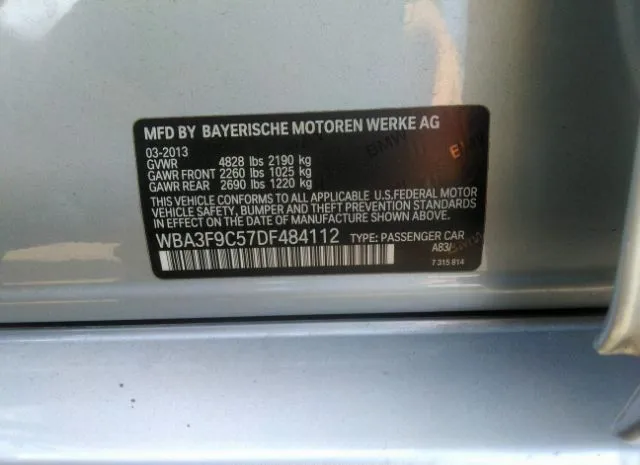 MFD BY BAYERISCHE MOTOREN WERKE AG
03-2013
GVWR 4828 lbs 2190 kg
GAWR FRONT 2260 lbs 1025 kg
GAWR REAR 2690 lbs 1220 kg
THIS VEHICLE CONFORMS TO ALL APPLICABLE U.S.FEDERAL MOTOR
VEHICLE SAFETY, BUMPER, AND THEFT PREVENTION STANDARDS
IN EFFECT ON THE DATE OF MANUFACTURE SHOWN ABOVE.
WBA3F9C57DF484112 TYPE: PASSENGER CAR
A83/
7 315 814
BMW